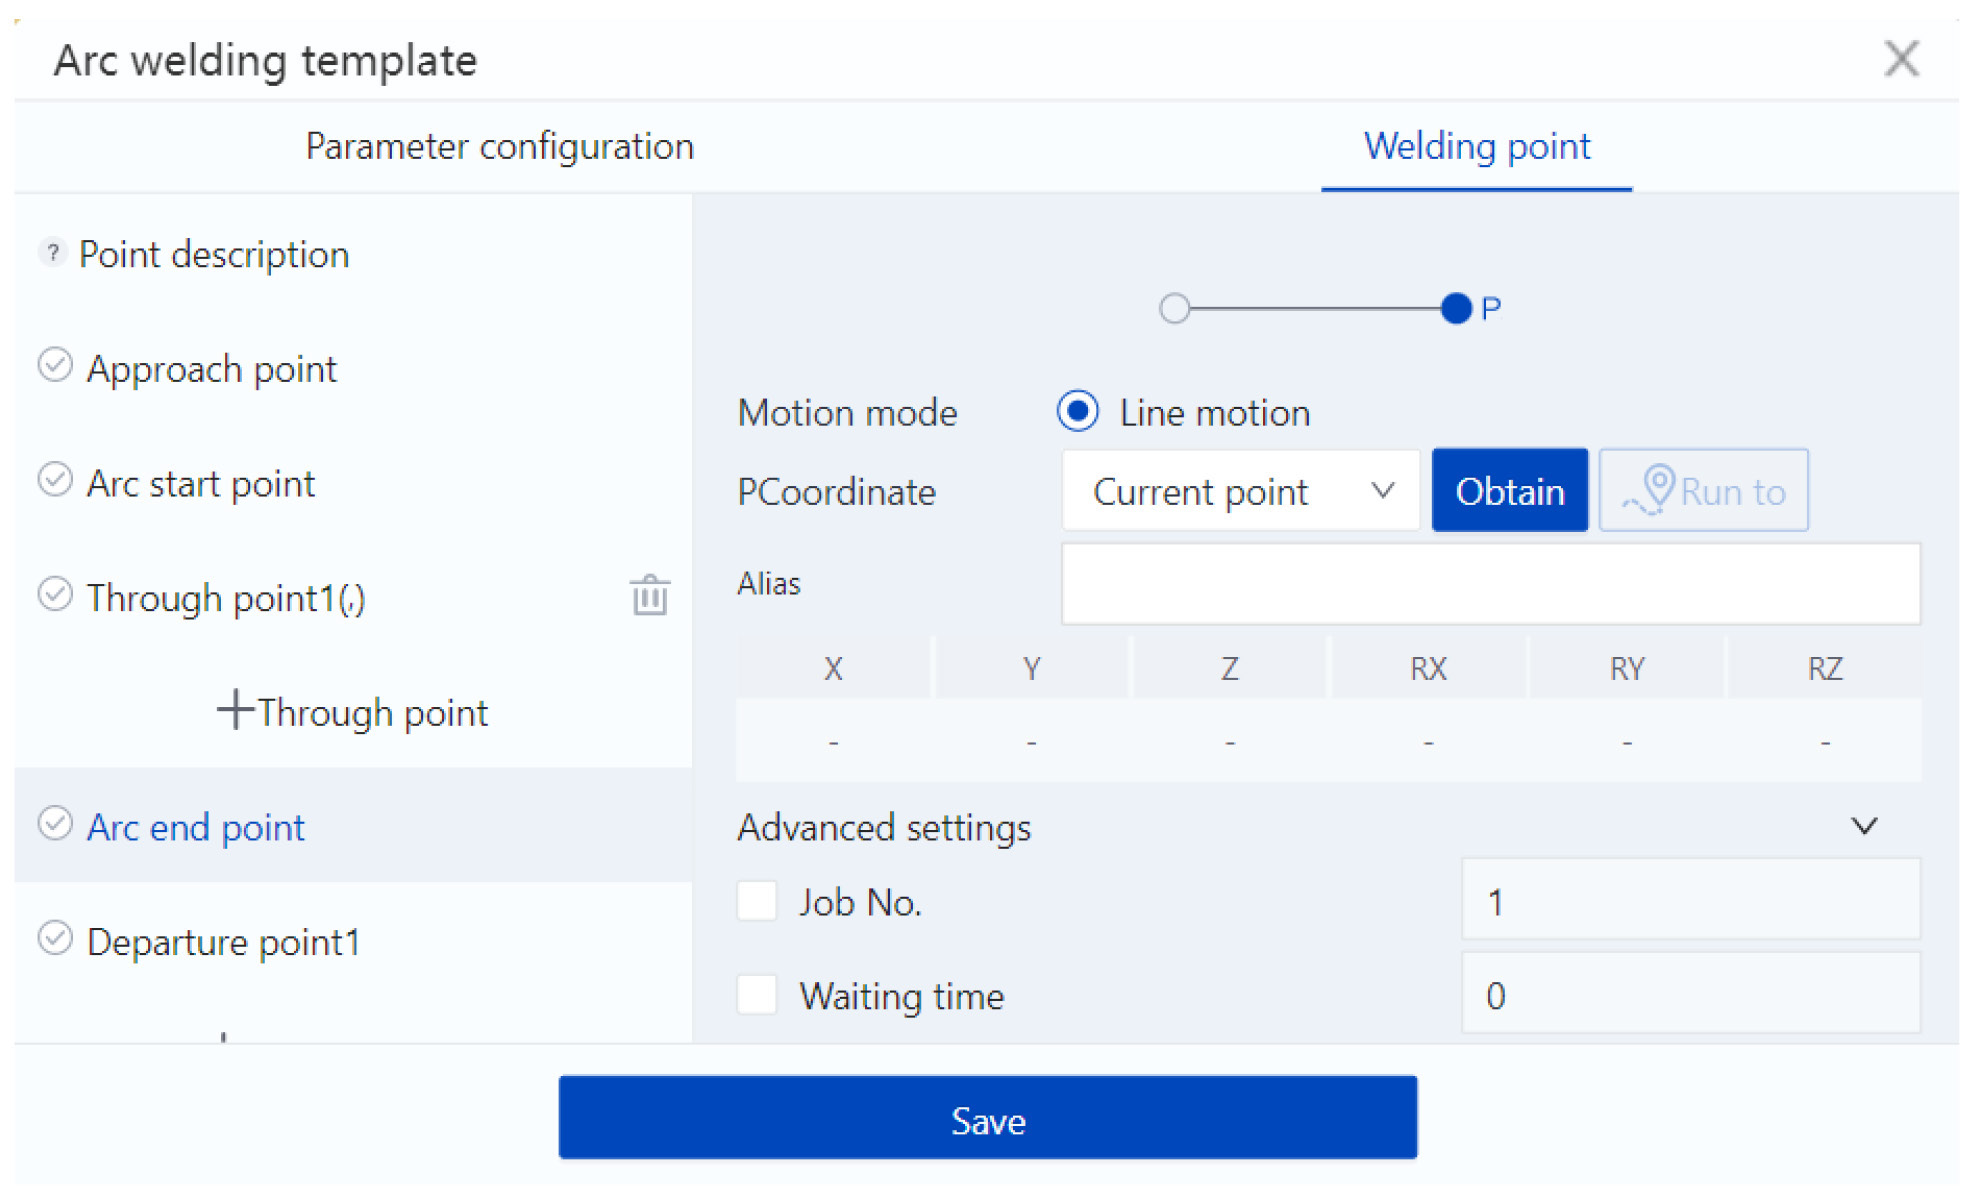 Arc welding template
Parameter configuration
Welding point
? Point description
Approach point
Arc start point
Through point1(,)
+Through point
Arc end point
Departure point1
P
Motion mode
Line motion
PCoordinate
Current point
Obtain
Run to
Alias
X Y Z RX RY RZ
- - - - - -
Advanced settings
Job No.
1
Waiting time
0
Save